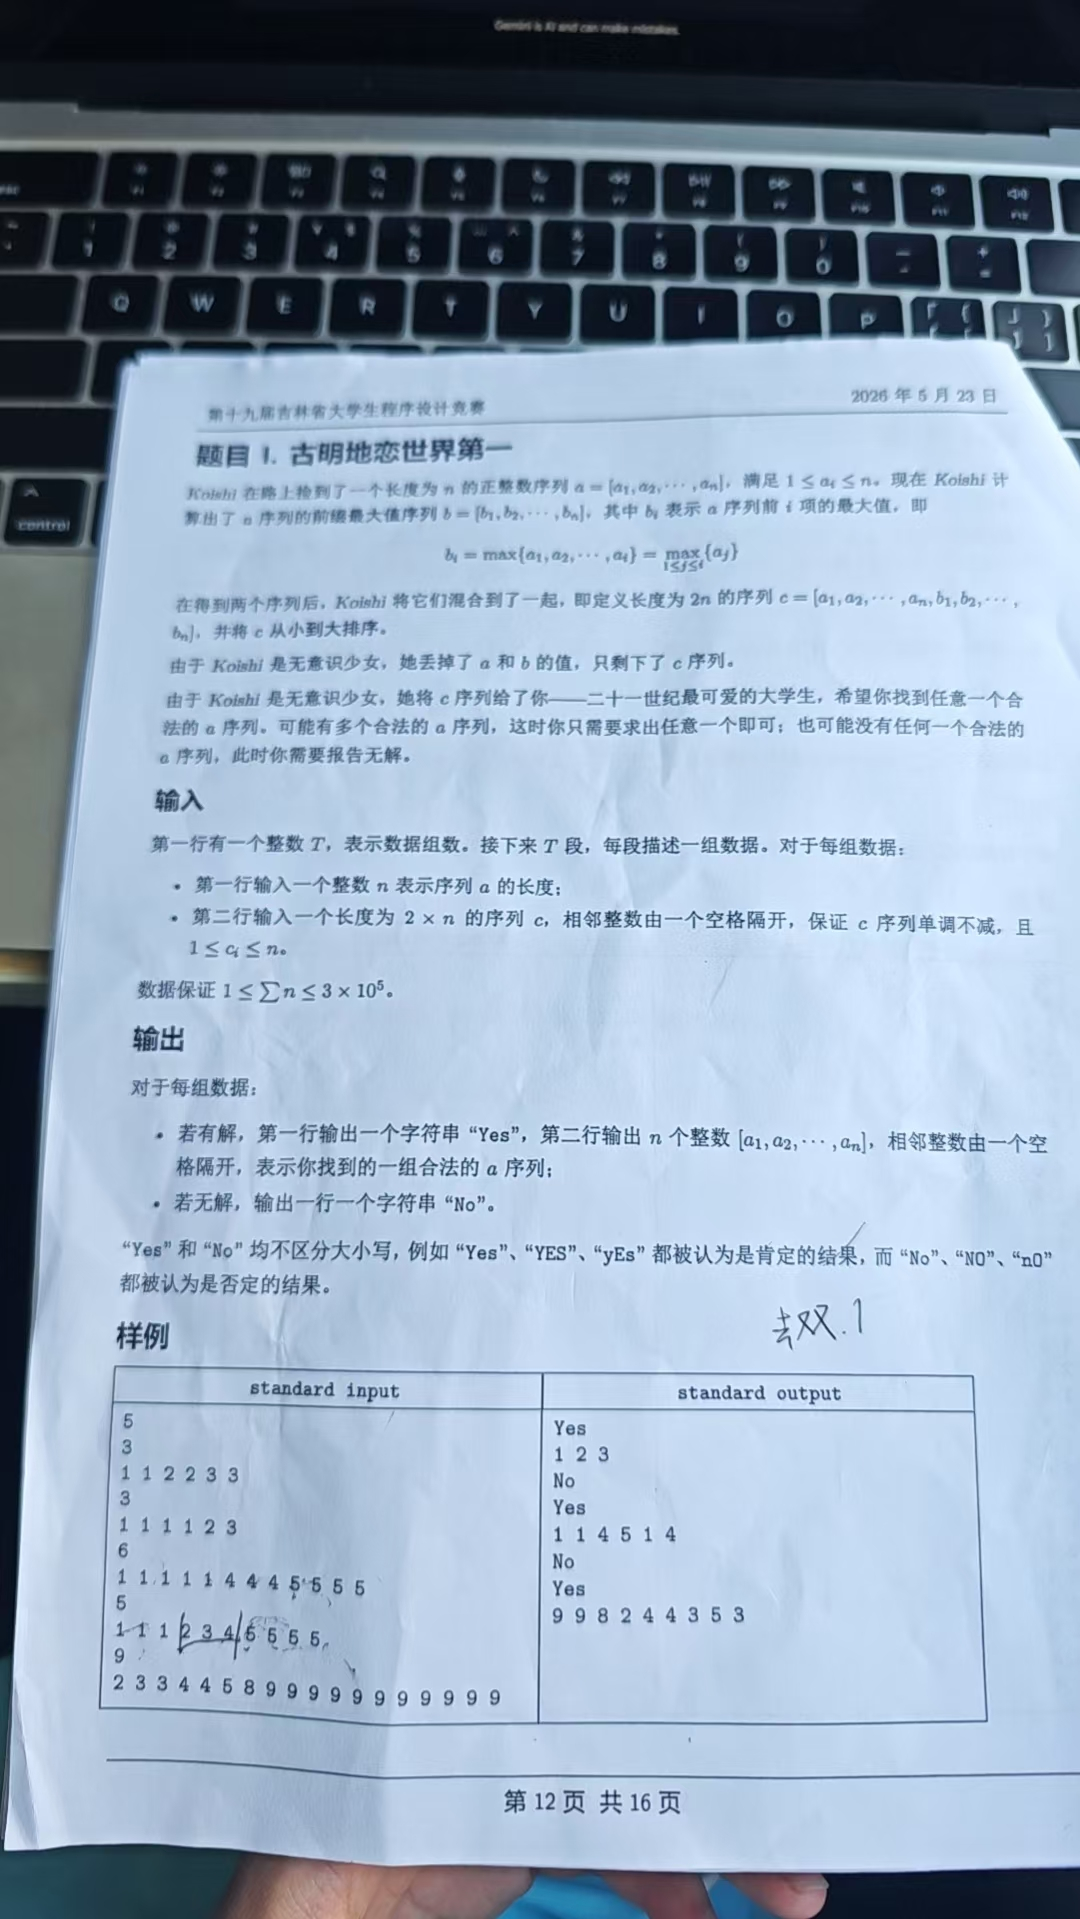 Gemini is AI and can make mistakes.
1 2 3 4 5 6 7 8 9 0
Q W E R T Y U I O P
control
第十九届吉林省大学生程序设计竞赛 2026 年 5 月 23 日
题目 I. 古明地恋世界第一
Koishi 在路上捡到了一个长度为 n 的正整数序列 a = [a₁, a₂, ⋯ , aₙ]，满足 1 ≤ aᵢ ≤ n。现在 Koishi 计
算出了 a 序列的前缀最大值序列 b = [b₁, b₂, ⋯ , bₙ]，其中 bᵢ 表示 a 序列前 i 项的最大值，即
bᵢ = max{a₁, a₂, ⋯ , aᵢ} = max{aⱼ}
1≤j≤i
在得到两个序列后，Koishi 将它们混合到了一起，即定义长度为 2n 的序列 c = [a₁, a₂, ⋯ , aₙ, b₁, b₂, ⋯ ,
bₙ]，并将 c 从小到大排序。
由于 Koishi 是无意识少女，她丢掉了 a 和 b 的值，只剩下了 c 序列。
由于 Koishi 是无意识少女，她将 c 序列给了你——二十一世纪最可爱的大学生，希望你找到任意一个合
法的 a 序列。可能有多个合法的 a 序列，这时你只需要求出任意一个即可；也可能没有任何一个合法的
a 序列，此时你需要报告无解。
输入
第一行有一个整数 T，表示数据组数。接下来 T 段，每段描述一组数据。对于每组数据：
• 第一行输入一个整数 n 表示序列 a 的长度；
• 第二行输入一个长度为 2 × n 的序列 c，相邻整数由一个空格隔开，保证 c 序列单调不减，且
1 ≤ cᵢ ≤ n。
数据保证 1 ≤ ∑n ≤ 3 × 10⁵。
输出
对于每组数据：
• 若有解，第一行输出一个字符串 “Yes”，第二行输出 n 个整数 [a₁, a₂, ⋯ , aₙ]，相邻整数由一个空
格隔开，表示你找到的一组合法的 a 序列；
• 若无解，输出一行一个字符串 “No”。
“Yes” 和 “No” 均不区分大小写，例如 “Yes”、“YES”、“yEs” 都被认为是肯定的结果，而 “No”、“NO”、“nO”
都被认为是否定的结果。
去双.1
样例
standard input
5
3
1 1 2 2 3 3
3
1 1 1 1 2 3
6
1 1 1 1 1 4 4 4 5 5 5 5
5
1 1 1 2 3 4 5 5 5 5
9
2 3 3 4 4 5 8 9 9 9 9 9 9 9 9 9 9 9
standard output
Yes
1 2 3
No
Yes
1 1 4 5 1 4
No
Yes
9 9 8 2 4 4 3 5 3
第 12 页 共 16 页